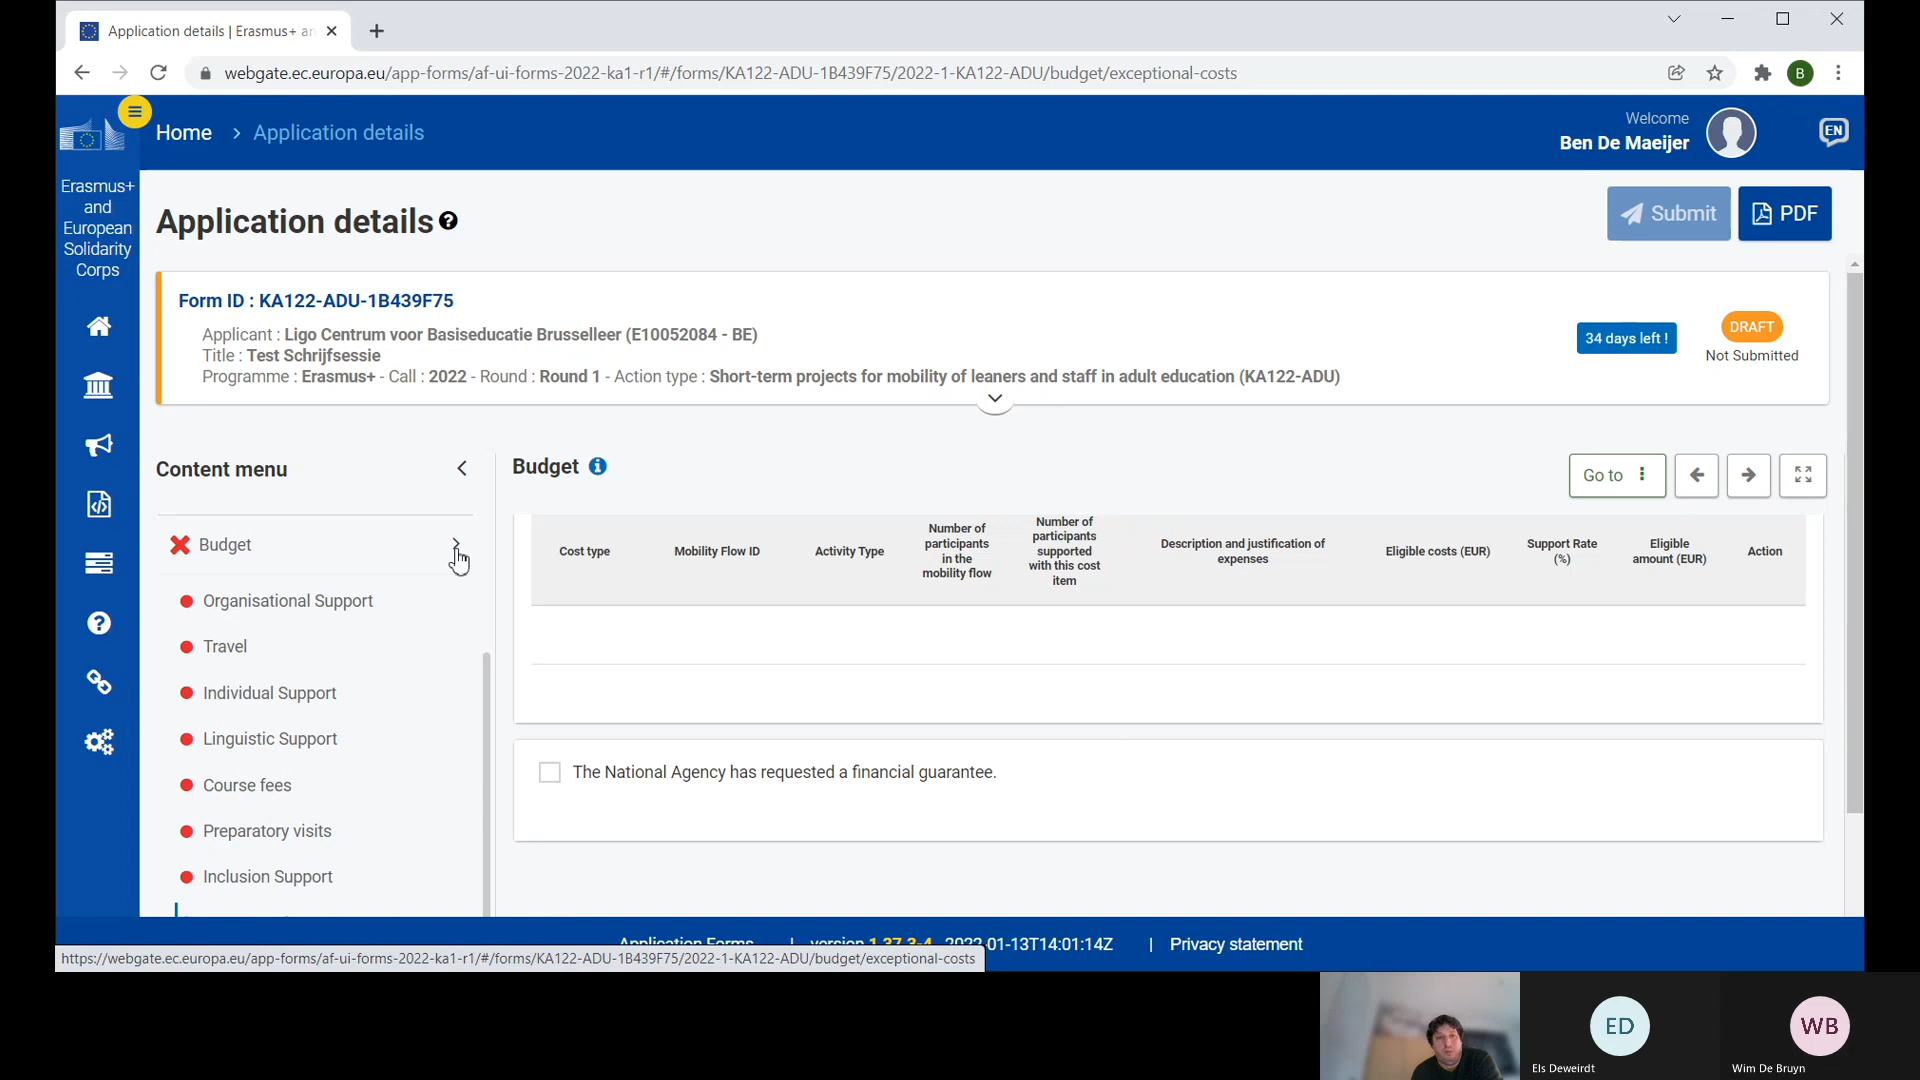 Application details | Erasmus+ an
webgate.ec.europa.eu/app-forms/af-ui-forms-2022-ka1-r1/#/forms/KA122-ADU-1B439F75/2022-1-KA122-ADU/budget/exceptional-costs
B
Home > Application details
Welcome
Ben De Maeijer
EN
Erasmus+
and
European
Solidarity
Corps
Application details
Submit
PDF
Form ID : KA122-ADU-1B439F75
Applicant : Ligo Centrum voor Basiseducatie Brusselleer (E10052084 - BE)
Title : Test Schrijfsessie
Programme : Erasmus+ - Call : 2022 - Round : Round 1 - Action type : Short-term projects for mobility of leaners and staff in adult education (KA122-ADU)
34 days left !
DRAFT
Not Submitted
Content menu
Budget
Organisational Support
Travel
Individual Support
Linguistic Support
Course fees
Preparatory visits
Inclusion Support
Budget
Go to
Cost type
Mobility Flow ID
Activity Type
Number of
participants
in the
mobility flow
Number of
participants
supported
with this cost
item
Description and justification of
expenses
Eligible costs (EUR)
Support Rate
(%)
Eligible
amount (EUR)
Action
The National Agency has requested a financial guarantee.
Application Forms | version 1.37.3-4 2022-01-13T14:01:14Z | Privacy statement
https://webgate.ec.europa.eu/app-forms/af-ui-forms-2022-ka1-r1/#/forms/KA122-ADU-1B439F75/2022-1-KA122-ADU/budget/exceptional-costs
ED
Els Deweirdt
WB
Wim De Bruyn